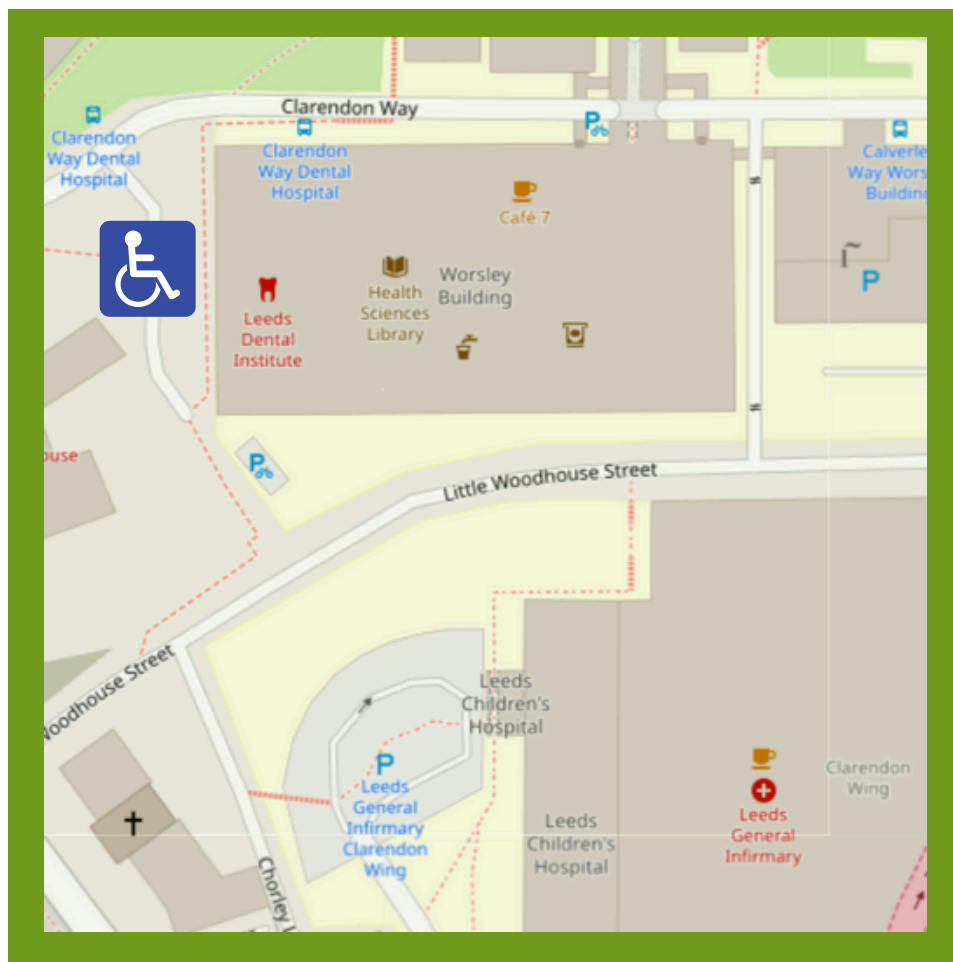 Clarendon Way
Clarendon
Way Dental
Hospital
Clarendon
Way Dental
Hospital
P
Calverle
Way Wors
Building
Café 7
Worsley
Building
Health
Sciences
Library
Leeds
Dental
Institute
P
ouse
P
Little Woodhouse Street
Woodhouse Street
Leeds
Children's
Hospital
P
Leeds
General
Infirmary
Clarendon
Wing
Leeds
Children's
Hospital
Leeds
General
Infirmary
Clarendon
Wing
Chorley L